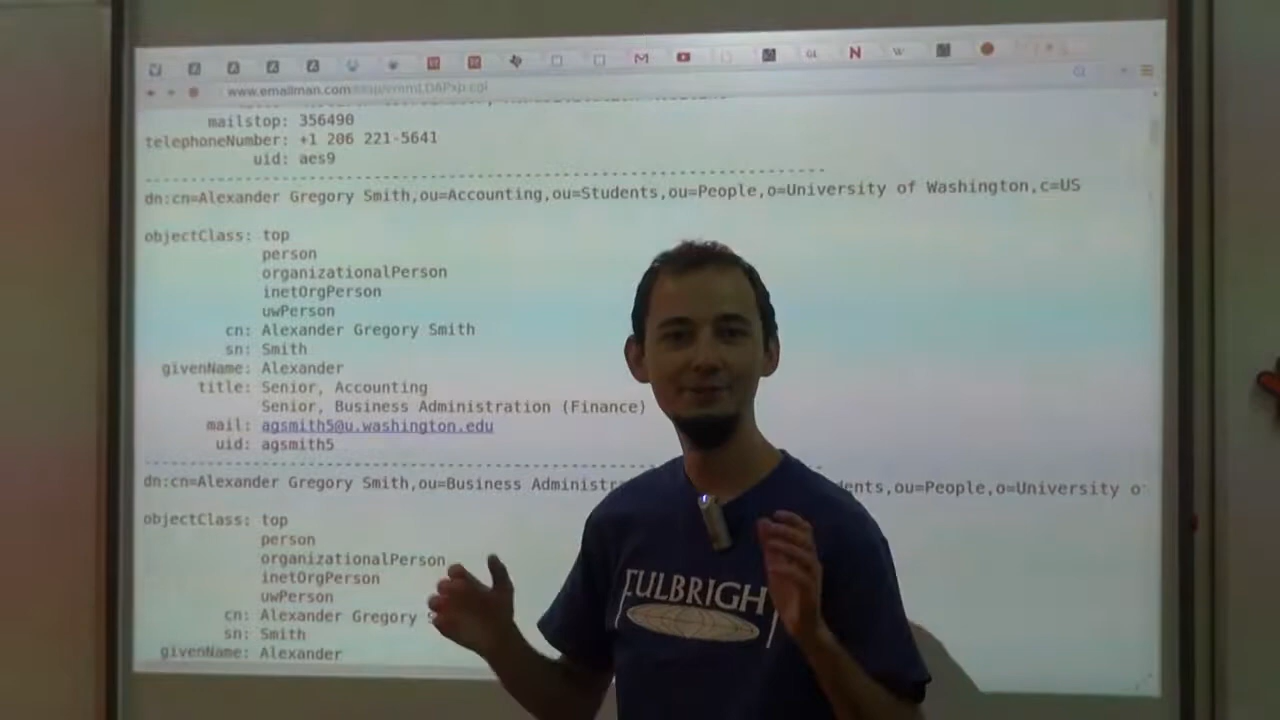 www.emailman.com
mailstop: 356490
telephoneNumber: +1 206 221-5641
uid: aes9
dn:cn=Alexander Gregory Smith,ou=Accounting,ou=Students,ou=People,o=University of Washington,c=US
objectClass: top
person
organizationalPerson
inetOrgPerson
uwPerson
cn: Alexander Gregory Smith
sn: Smith
givenName: Alexander
title: Senior, Accounting
Senior, Business Administration (Finance)
mail: agsmith5@u.washington.edu
uid: agsmith5
dn:cn=Alexander Gregory Smith,ou=Business Administr ents,ou=People,o=University o
objectClass: top
person
organizationalPerson
inetOrgPerson
uwPerson
cn: Alexander Gregory S
sn: Smith
givenName: Alexander
FULBRIGH